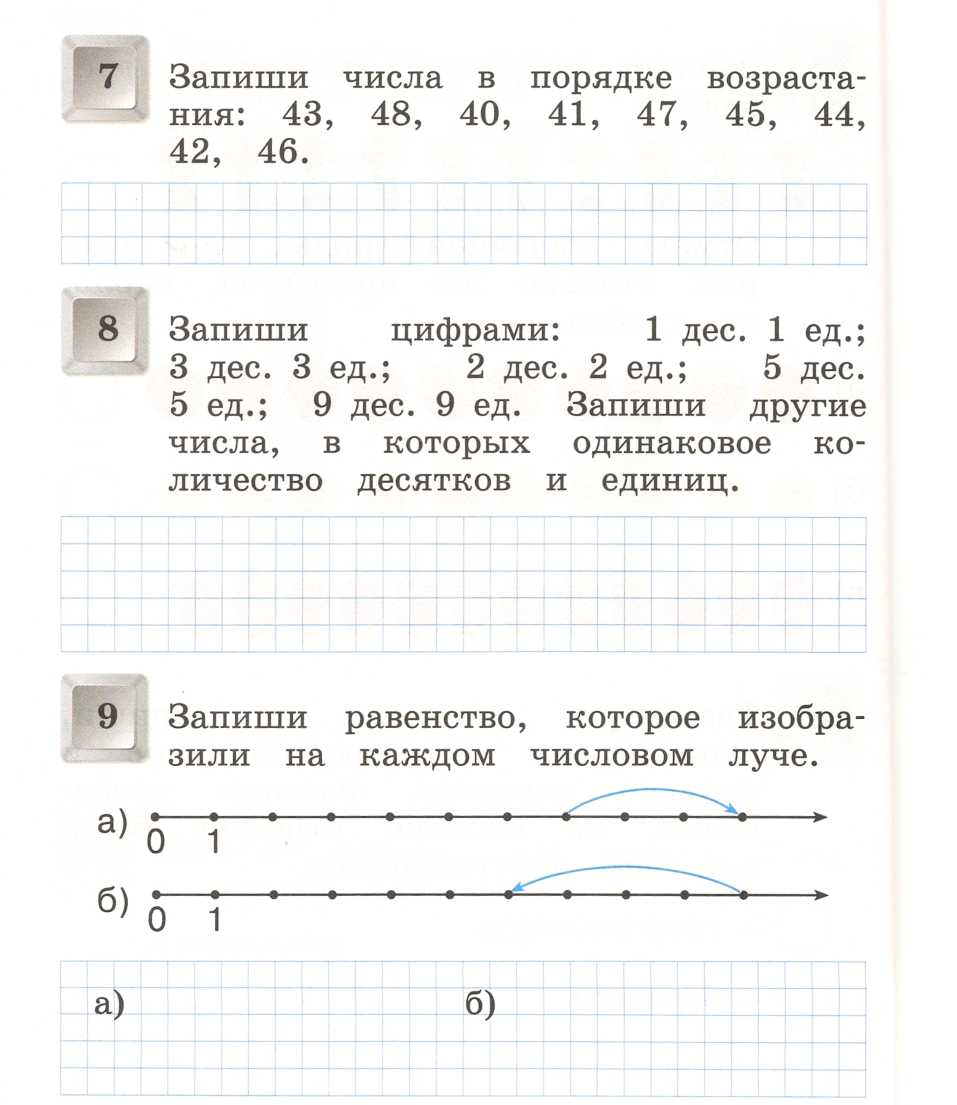 7
Запиши числа в порядке возраста-
ния: 43, 48, 40, 41, 47, 45, 44,
42, 46.
8
Запиши цифрами: 1 дес. 1 ед.;
3 дес. 3 ед.; 2 дес. 2 ед.; 5 дес.
5 ед.; 9 дес. 9 ед. Запиши другие
числа, в которых одинаковое ко-
личество десятков и единиц.
9
Запиши равенство, которое изобра-
зили на каждом числовом луче.
а)
0 1
б)
0 1
а) б)